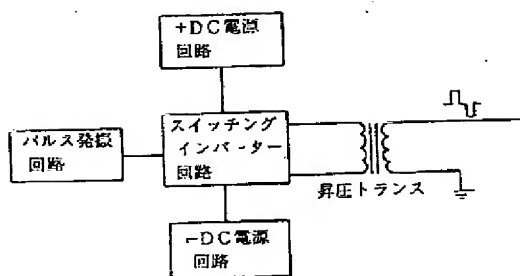 +DC電源
回路
パルス発振
回路
スイッチング
インバーター
回路
昇圧トランス
−DC電源
回路